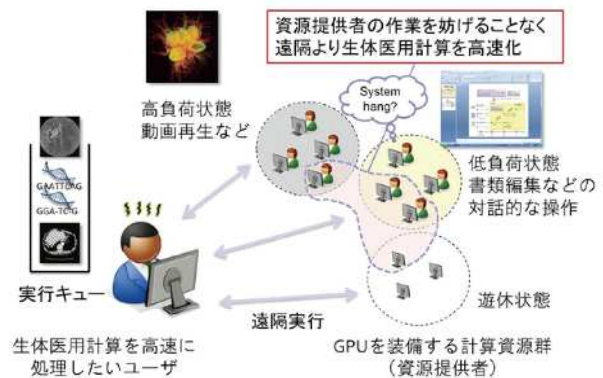 資源提供者の作業を妨げることなく
遠隔より生体医用計算を高速化
System
hang?
高負荷状態
動画再生など
低負荷状態
書類編集などの
対話的な操作
GAATTCAG
GGA-TC-G
実行キュー
遠隔実行
遊休状態
生体医用計算を高速に
処理したいユーザ
GPUを装備する計算資源群
(資源提供者)